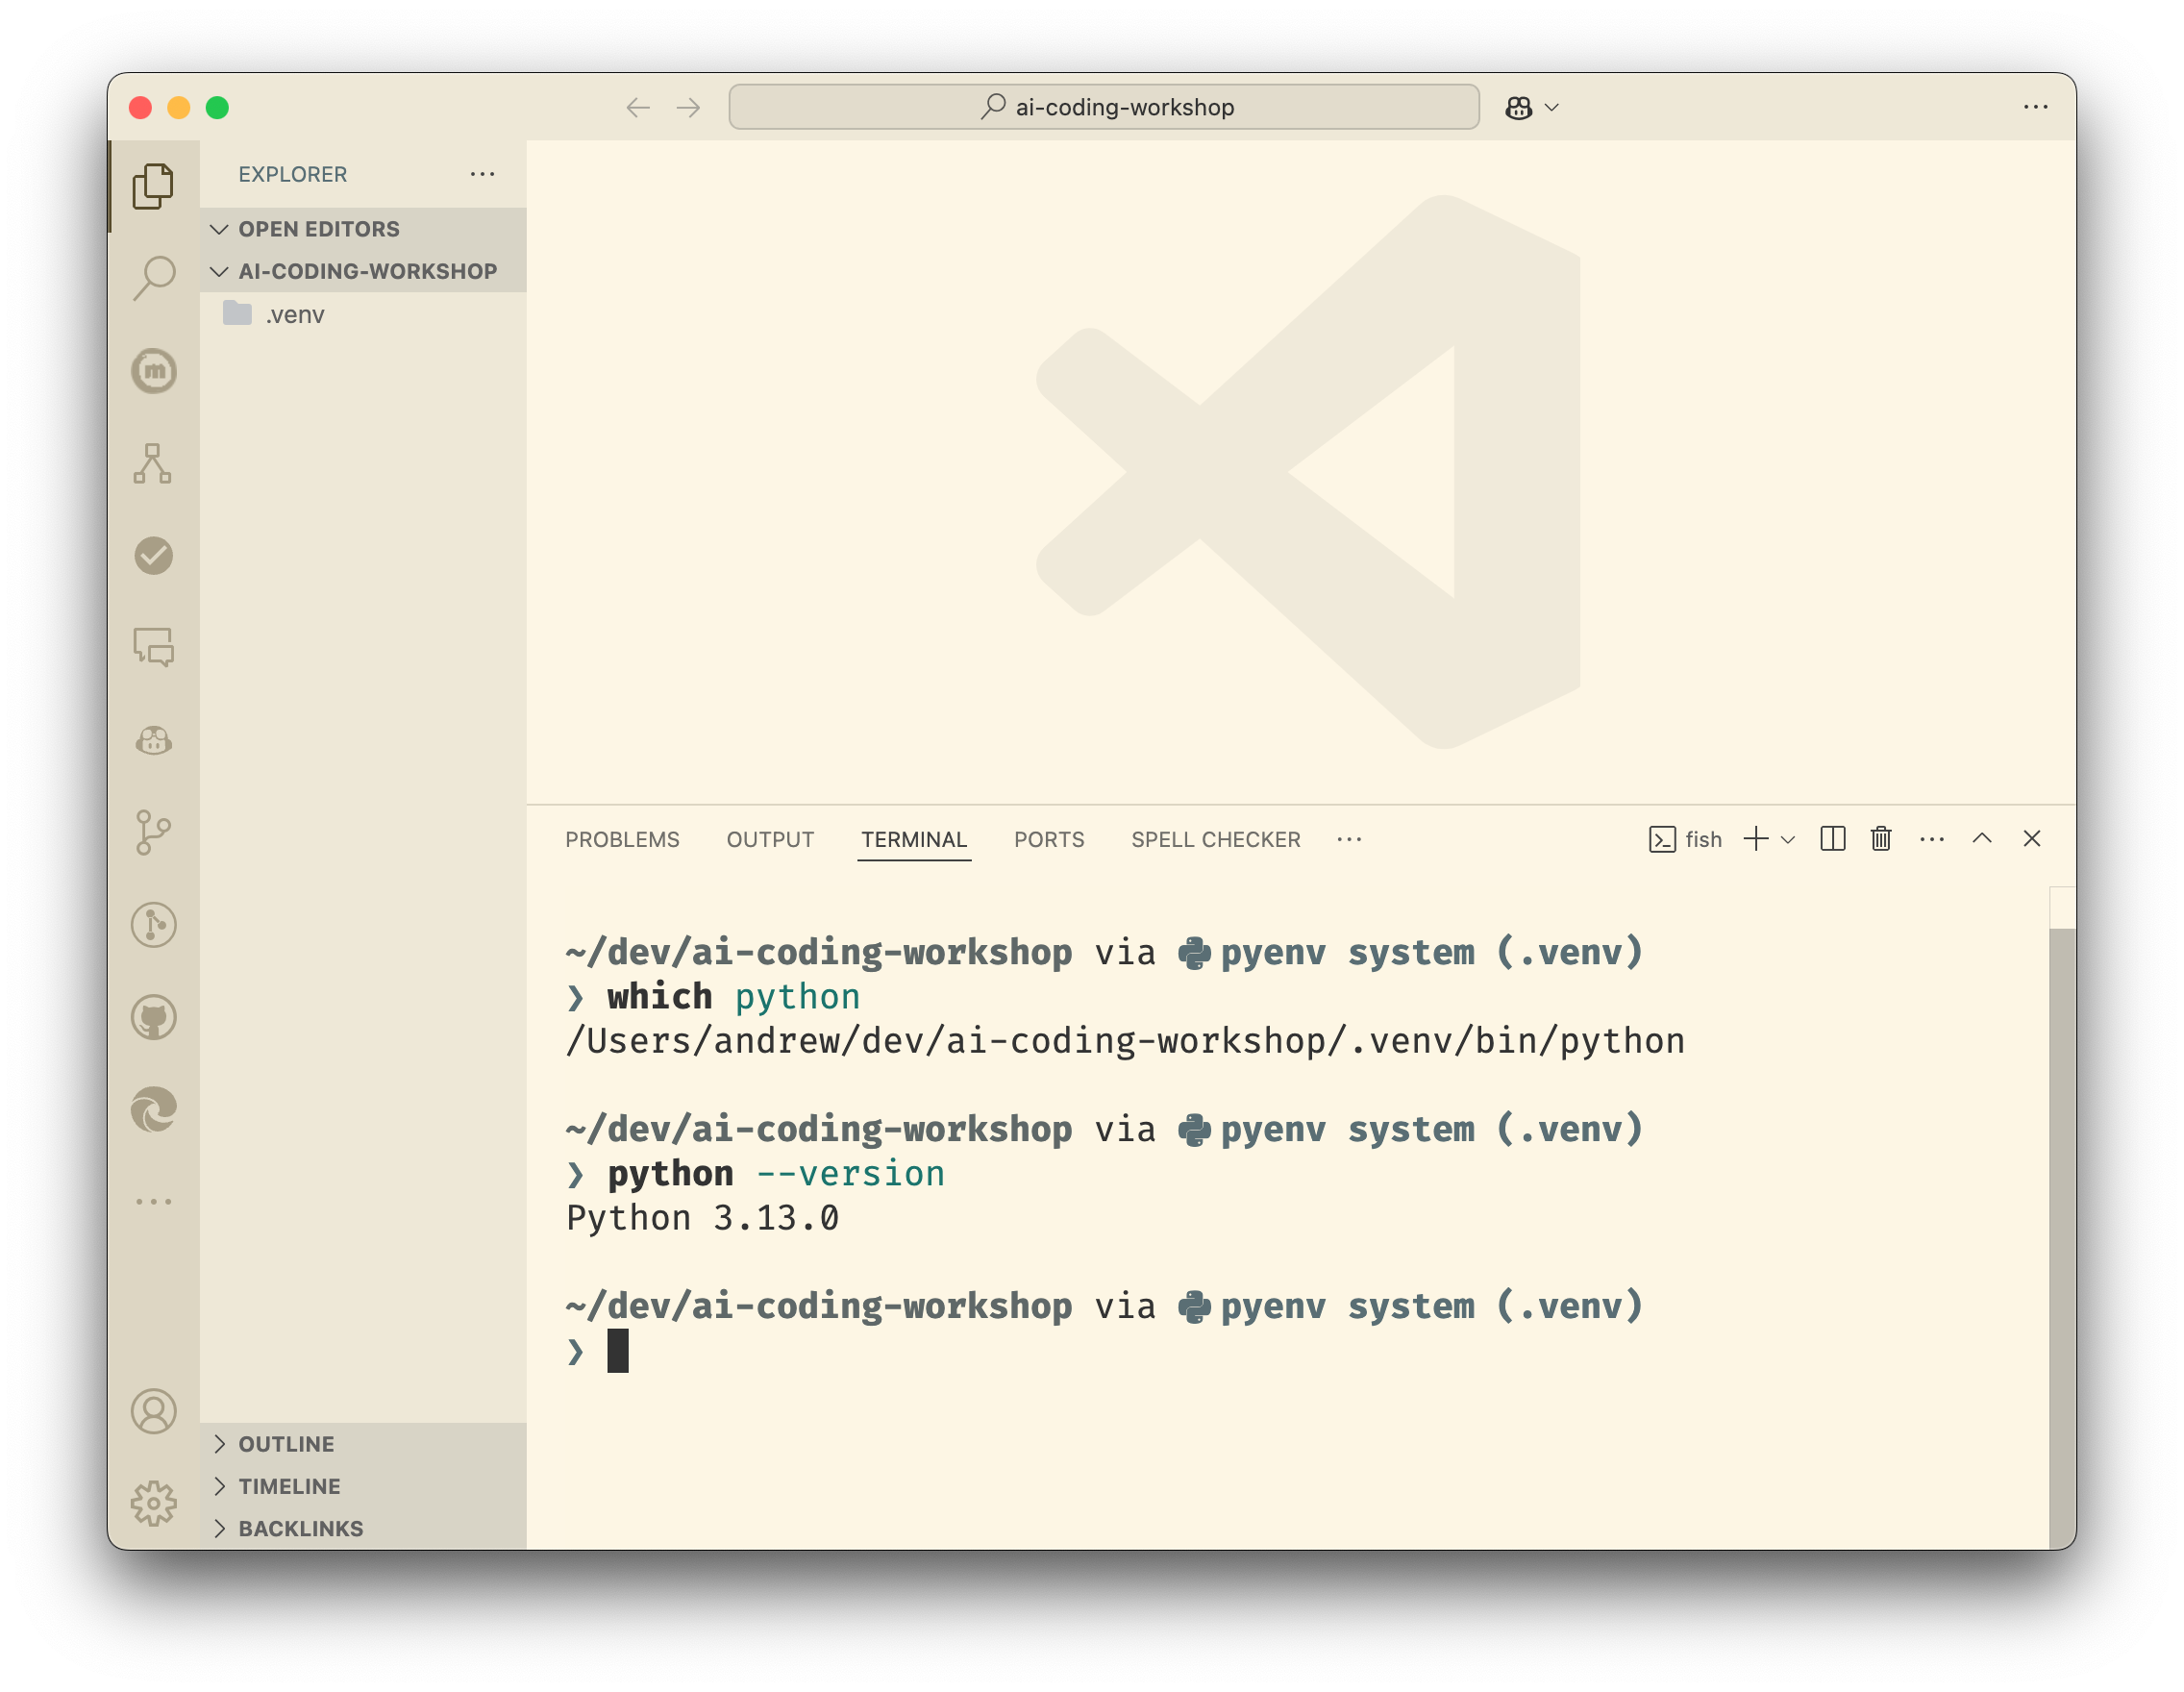 ai-coding-workshop
EXPLORER
OPEN EDITORS
AI-CODING-WORKSHOP
.venv
OUTLINE
TIMELINE
BACKLINKS
PROBLEMS OUTPUT TERMINAL PORTS SPELL CHECKER fish
~/dev/ai-coding-workshop via pyenv system (.venv)
❯ which python
/Users/andrew/dev/ai-coding-workshop/.venv/bin/python
~/dev/ai-coding-workshop via pyenv system (.venv)
❯ python --version
Python 3.13.0
~/dev/ai-coding-workshop via pyenv system (.venv)
❯